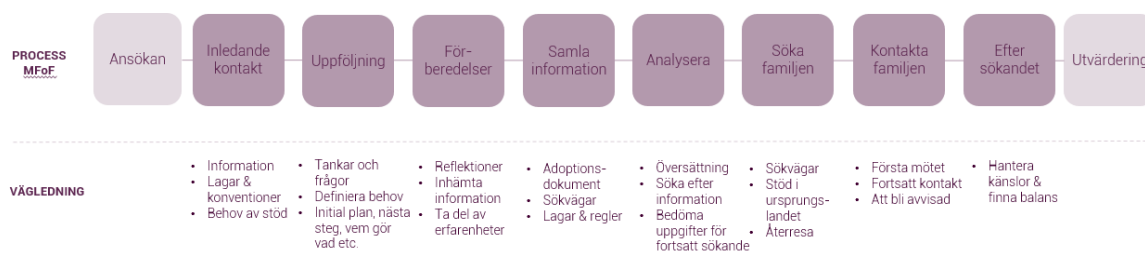 PROCESS
MFoF
Ansökan
Inledande
kontakt
Uppföljning
För-
beredelser
Samla
information
Analysera
Söka
familjen
Kontakta
familjen
Efter
sökandet
Utvärdering
VÄGLEDNING
• Information
• Lagar &
konventioner
• Behov av stöd
• Tankar och
frågor
• Definiera behov
• Initial plan, nästa
steg, vem gör
vad etc.
• Reflektioner
• Inhämta
information
• Ta del av
erfarenheter
• Adoptions-
dokument
• Sökvägar
• Lagar & regler
• Översättning
• Söka efter
information
• Bedöma
uppgifter för
fortsatt sökande
• Sökvägar
• Stöd i
ursprungs-
landet
• Återresa
• Första mötet
• Fortsatt kontakt
• Att bli avvisad
• Hantera
känslor &
finna balans